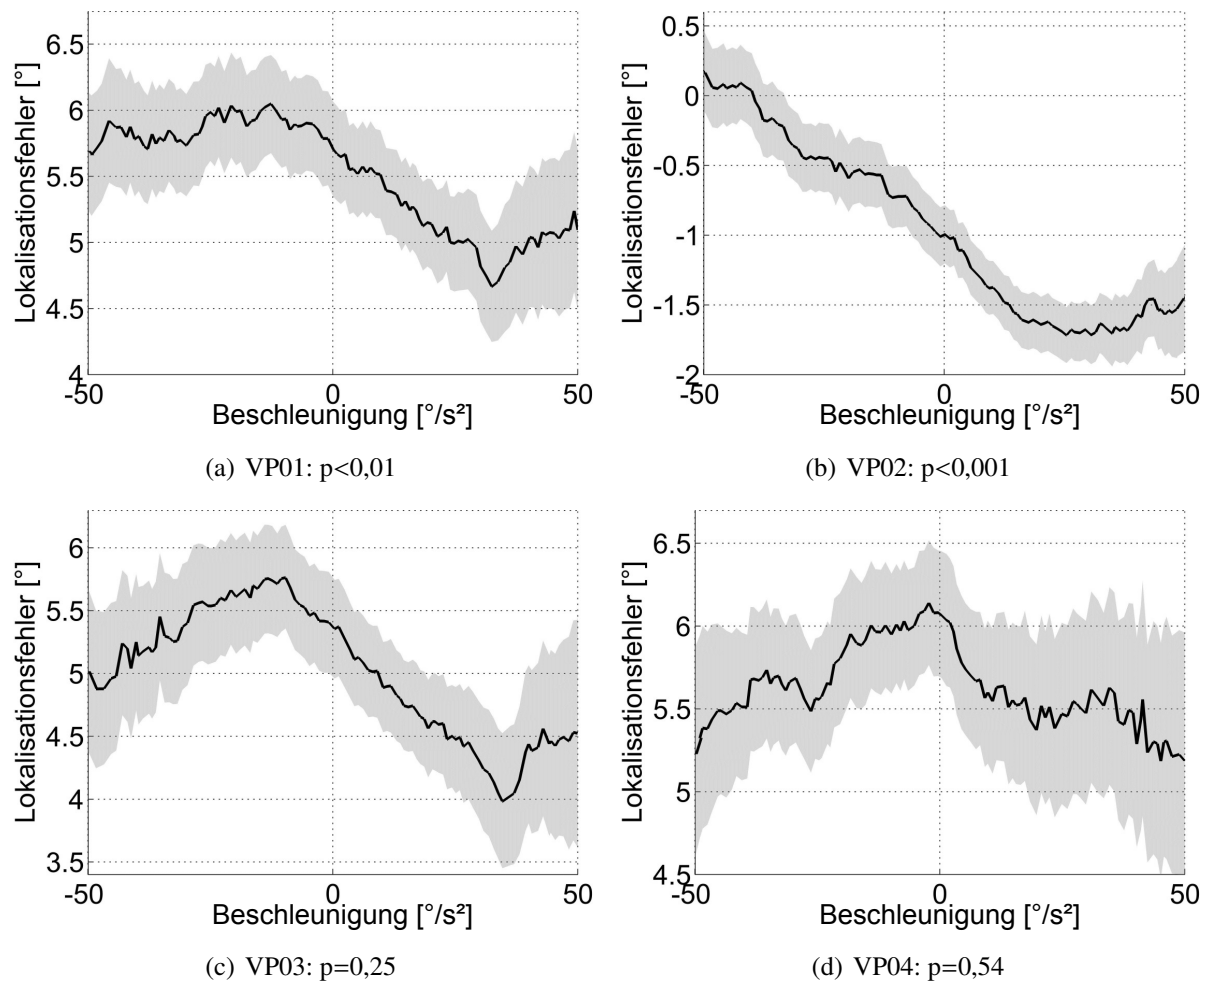 6.5
6
5.5
5
4.5
4
Lokalisationsfehler [°]
-50 0 50
Beschleunigung [°/s²]
(a) VP01: p<0,01
0.5
0
-0.5
-1
-1.5
-2
Lokalisationsfehler [°]
-50 0 50
Beschleunigung [°/s²]
(b) VP02: p<0,001
6
5.5
5
4.5
4
3.5
Lokalisationsfehler [°]
-50 0 50
Beschleunigung [°/s²]
(c) VP03: p=0,25
6.5
6
5.5
5
4.5
Lokalisationsfehler [°]
-50 0 50
Beschleunigung [°/s²]
(d) VP04: p=0,54